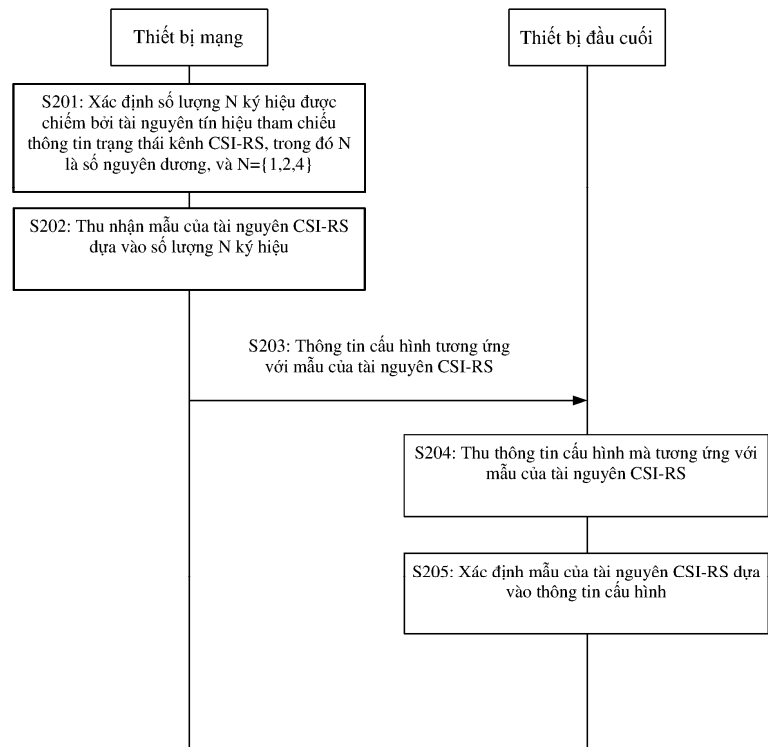 Thiết bị mạng
Thiết bị đầu cuối
S201: Xác định số lượng N ký hiệu được
chiếm bởi tài nguyên tín hiệu tham chiếu
thông tin trạng thái kênh CSI-RS, trong đó N
là số nguyên dương, và N={1,2,4}
S202: Thu nhận mẫu của tài nguyên CSI-RS
dựa vào số lượng N ký hiệu
S203: Thông tin cấu hình tương ứng
với mẫu của tài nguyên CSI-RS
S204: Thu thông tin cấu hình mà tương ứng với
mẫu của tài nguyên CSI-RS
S205: Xác định mẫu của tài nguyên CSI-RS dựa
vào thông tin cấu hình